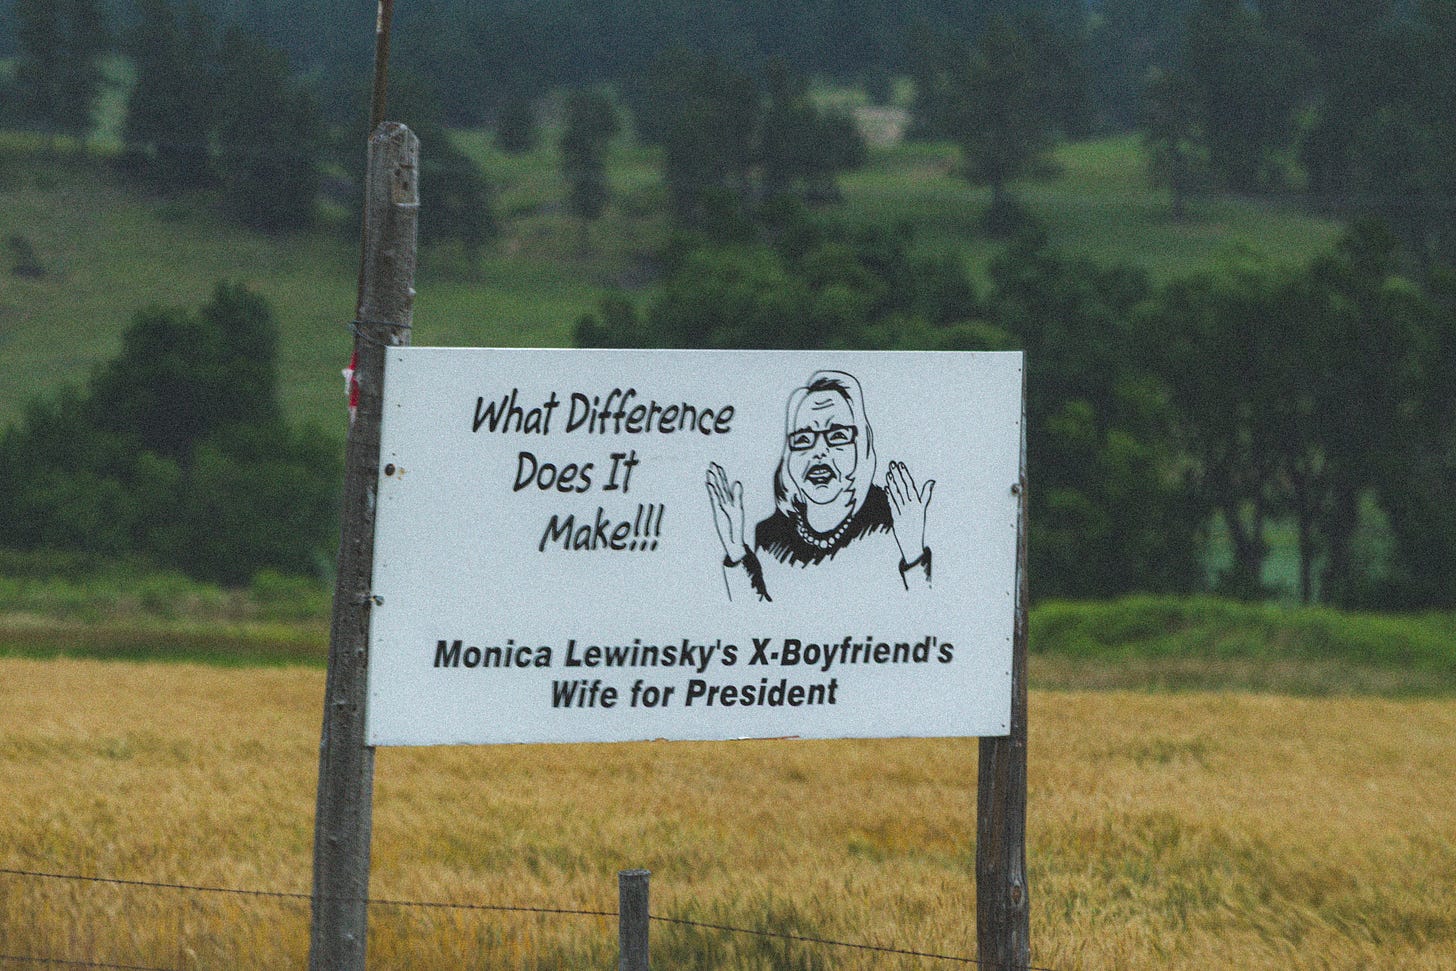 What Difference
Does It
Make!!!
Monica Lewinsky's X-Boyfriend's
Wife for President